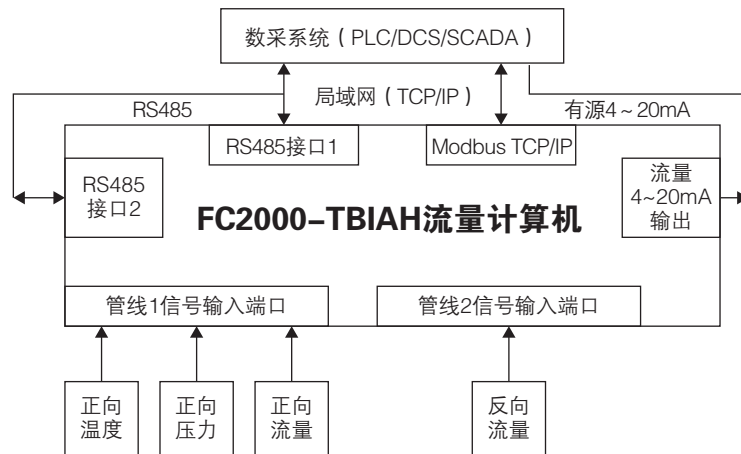 数采系统（PLC/DCS/SCADA）
RS485
局域网（TCP/IP）
有源4～20mA
RS485接口1
Modbus TCP/IP
RS485
接口2
流量
4~20mA
输出
FC2000-TBIAH流量计算机
管线1信号输入端口
管线2信号输入端口
正向
温度
正向
压力
正向
流量
反向
流量